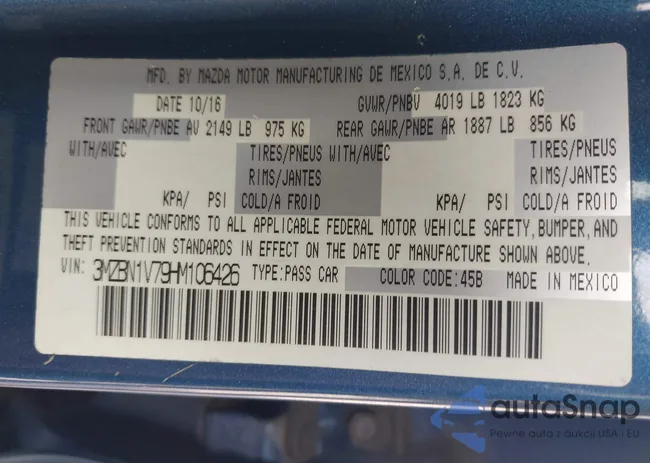 MFD. BY MAZDA MOTOR MANUFACTURING DE MEXICO S.A. DE C.V.
DATE 10/16 GVWR/PNBV 4019 LB 1823 KG
FRONT GAWR/PNBE AV 2149 LB 975 KG REAR GAWR/PNBE AR 1887 LB 856 KG
WITH/AVEC TIRES/PNEUS WITH/AVEC TIRES/PNEUS
RIMS/JANTES RIMS/JANTES
KPA/ PSI COLD/A FROID KPA/ PSI COLD/A FROID
THIS VEHICLE CONFORMS TO ALL APPLICABLE FEDERAL MOTOR VEHICLE SAFETY, BUMPER, AND
THEFT PREVENTION STANDARDS IN EFFECT ON THE DATE OF MANUFACTURE SHOWN ABOVE.
VIN: 3MZBN1V79HM106426 TYPE:PASS CAR COLOR CODE:45B MADE IN MEXICO
autoSnap
Pewne auta z aukcji USA - EU